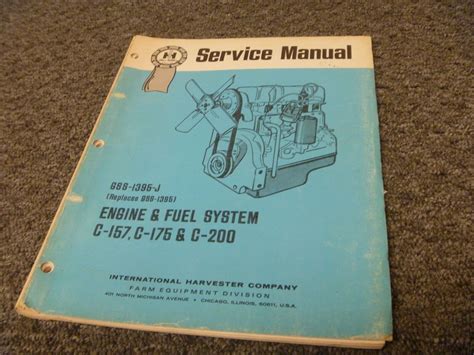 Service Manual
GSS-1395-J
(Replaces GSS-1395)
ENGINE & FUEL SYSTEM
C-157, C-175 & C-200
INTERNATIONAL HARVESTER COMPANY
FARM EQUIPMENT DIVISION
401 NORTH MICHIGAN AVENUE • CHICAGO, ILLINOIS, 60611, U.S.A.